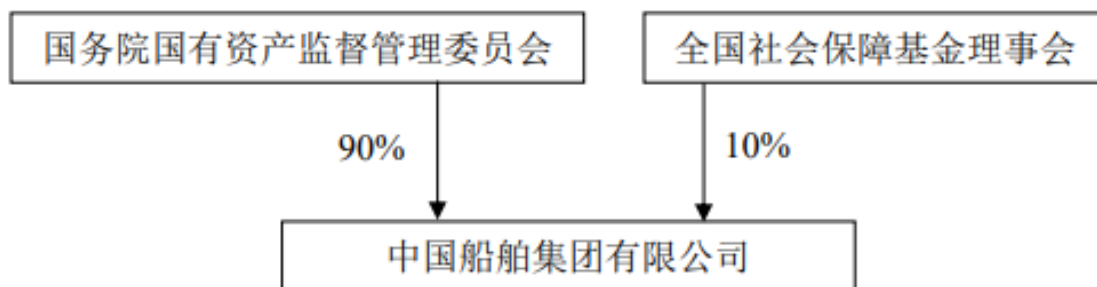 国务院国有资产监督管理委员会
全国社会保障基金理事会
90%
10%
中国船舶集团有限公司